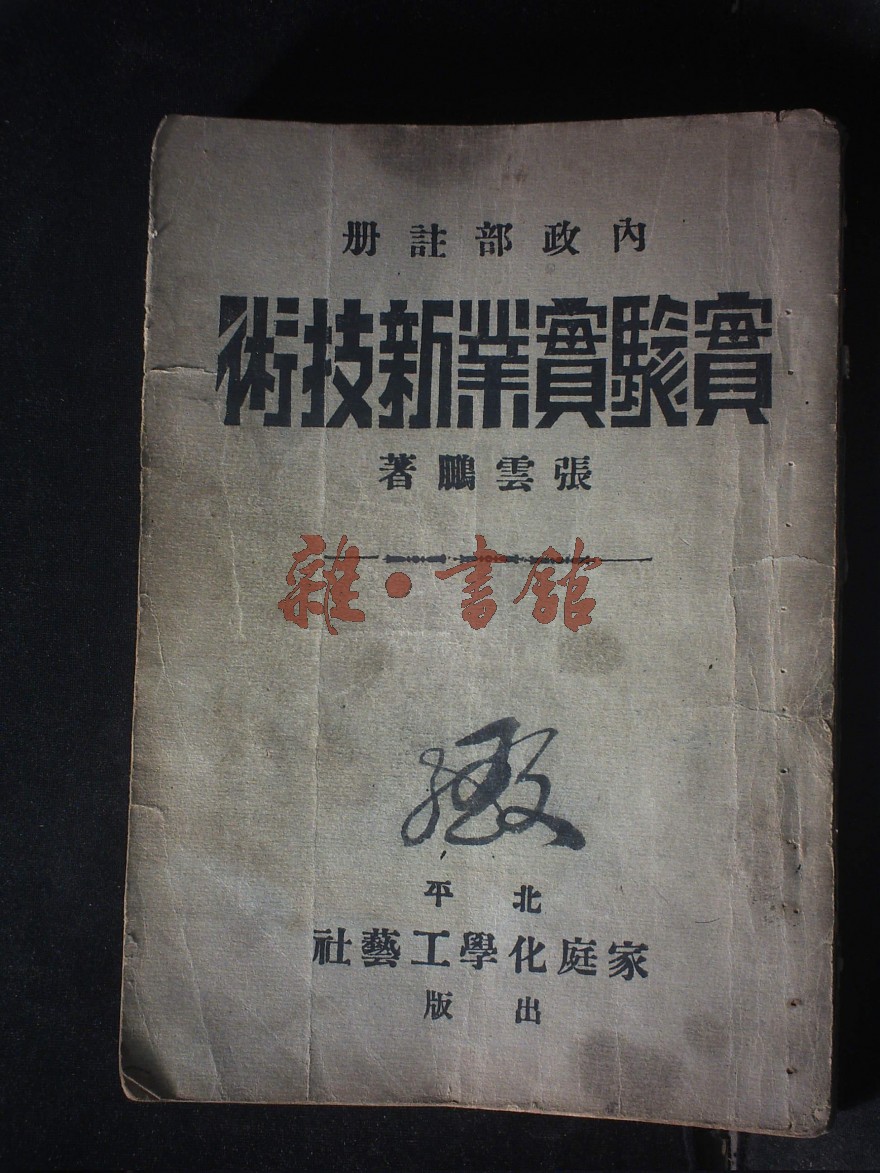 內政部註册
實驗實業新技術
張雲鵬著
雜·書館
北平
家庭化學工藝社
出版